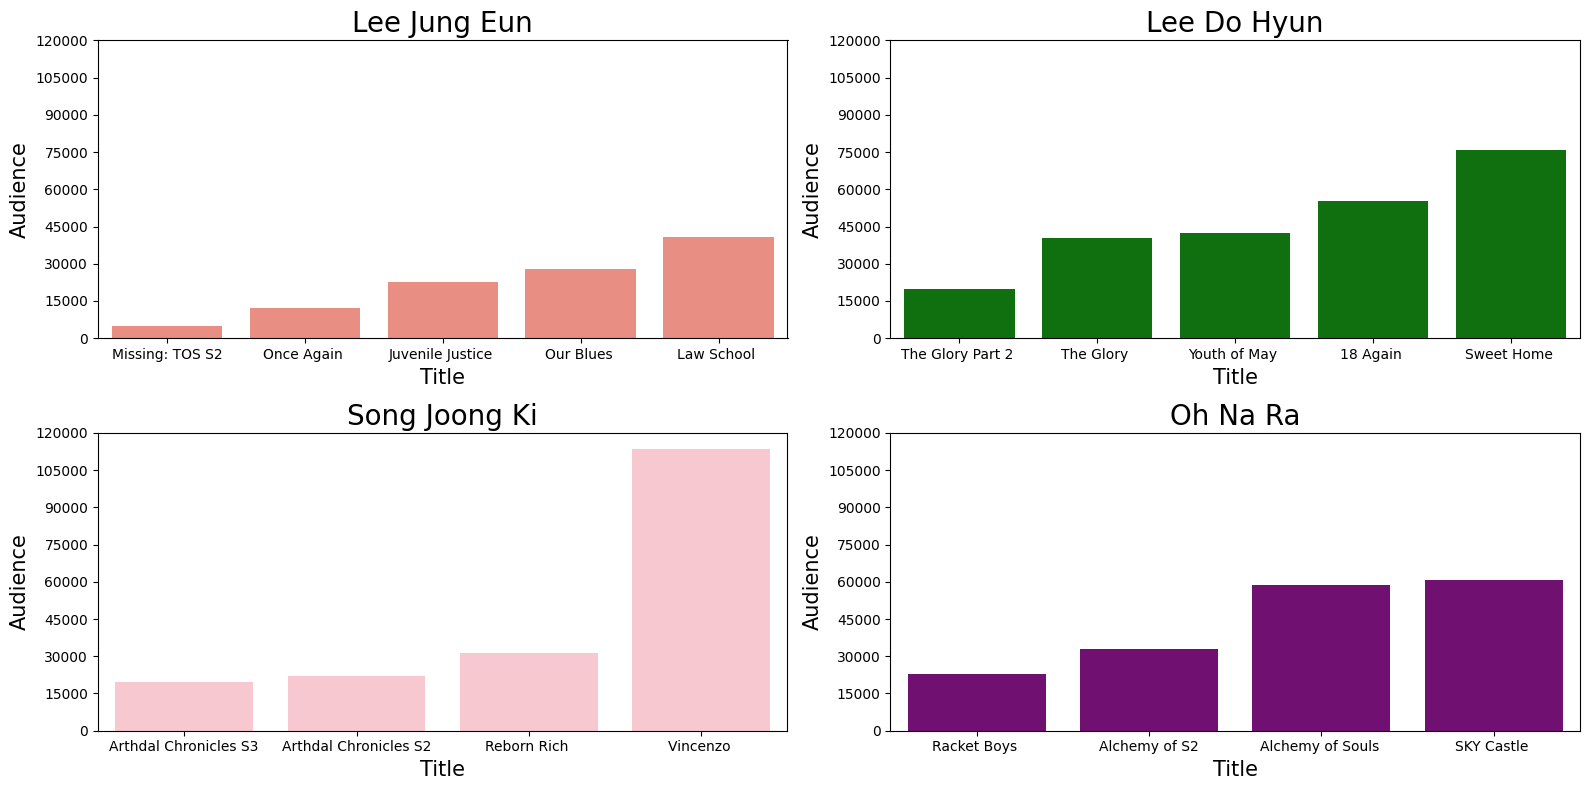 Lee Jung Eun
120000
105000
90000
75000
60000
45000
30000
15000
0
Audience
Missing: TOS S2 Once Again Juvenile Justice Our Blues Law School
Title
Lee Do Hyun
120000
105000
90000
75000
60000
45000
30000
15000
0
Audience
The Glory Part 2 The Glory Youth of May 18 Again Sweet Home
Title
Song Joong Ki
120000
105000
90000
75000
60000
45000
30000
15000
0
Audience
Arthdal Chronicles S3 Arthdal Chronicles S2 Reborn Rich Vincenzo
Title
Oh Na Ra
120000
105000
90000
75000
60000
45000
30000
15000
0
Audience
Racket Boys Alchemy of S2 Alchemy of Souls SKY Castle
Title